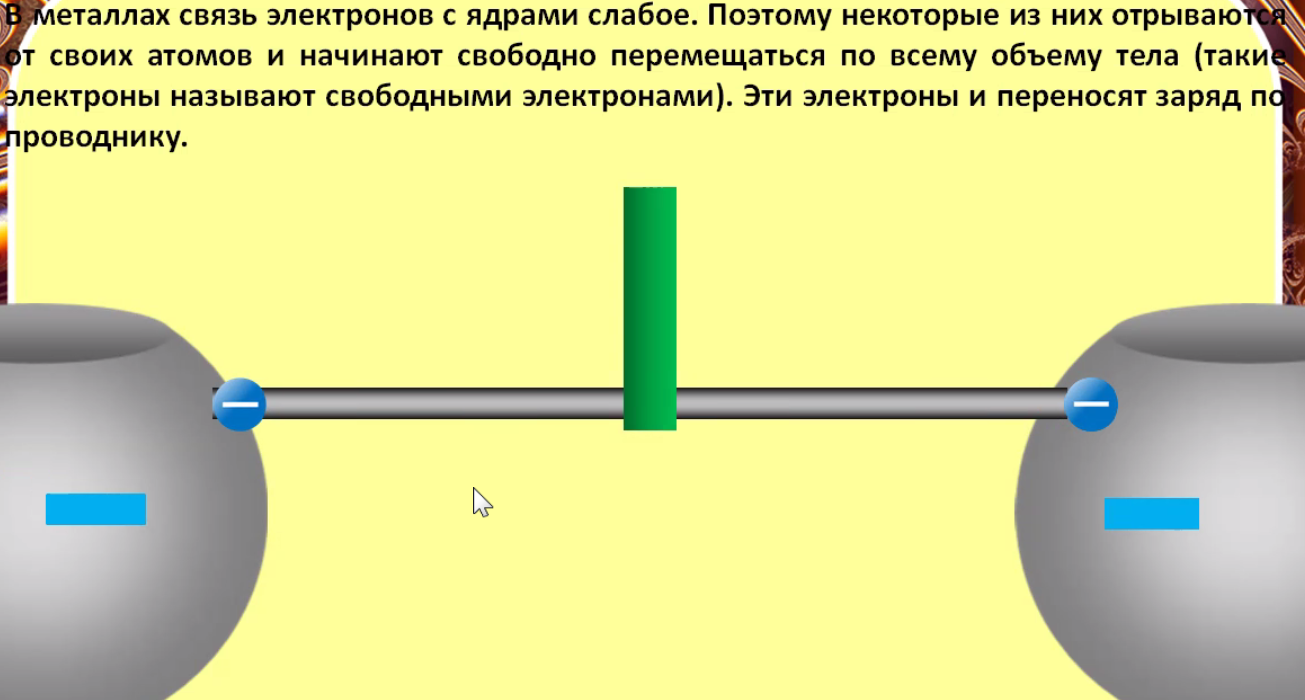 В металлах связь электронов с ядрами слабое. Поэтому некоторые из них отрываются
от своих атомов и начинают свободно перемещаться по всему объему тела (такие
электроны называют свободными электронами). Эти электроны и переносят заряд по
проводнику.